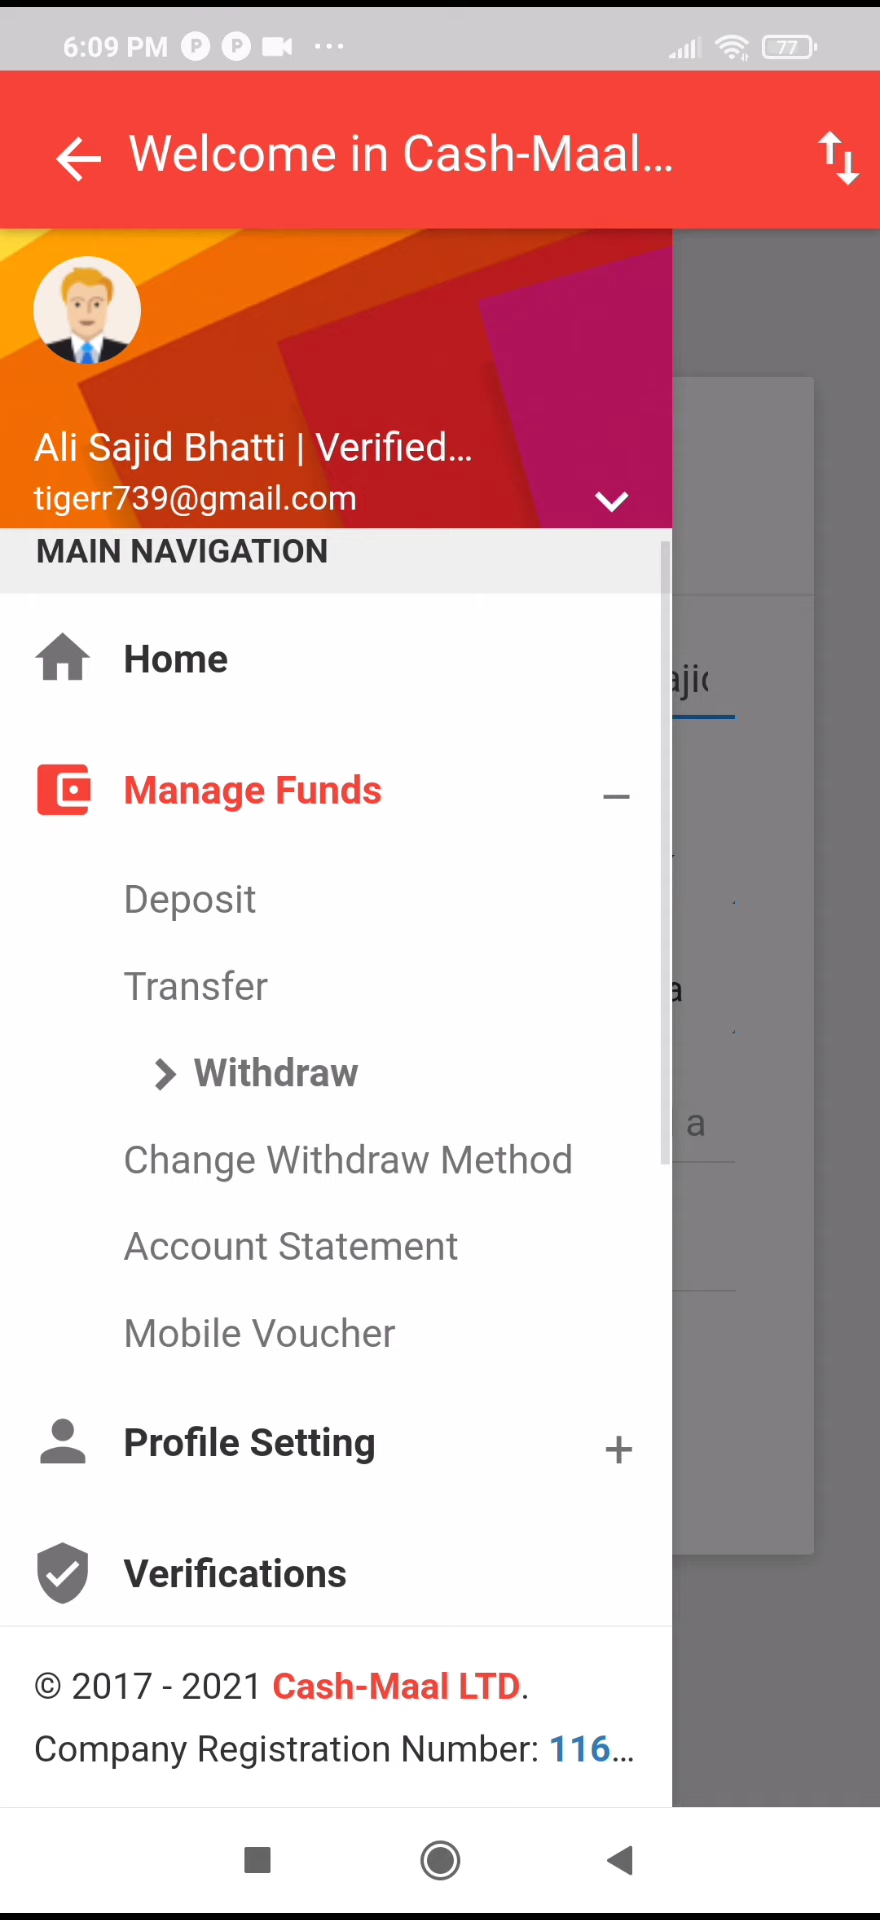 6:09 PM P P ...
77
Welcome in Cash-Maal...
Ali Sajid Bhatti | Verified...
tigerr739@gmail.com
MAIN NAVIGATION
Home
Manage Funds
Deposit
Transfer
Withdraw
Change Withdraw Method
Account Statement
Mobile Voucher
Profile Setting
Verifications
© 2017 - 2021 Cash-Maal LTD.
Company Registration Number: 116...